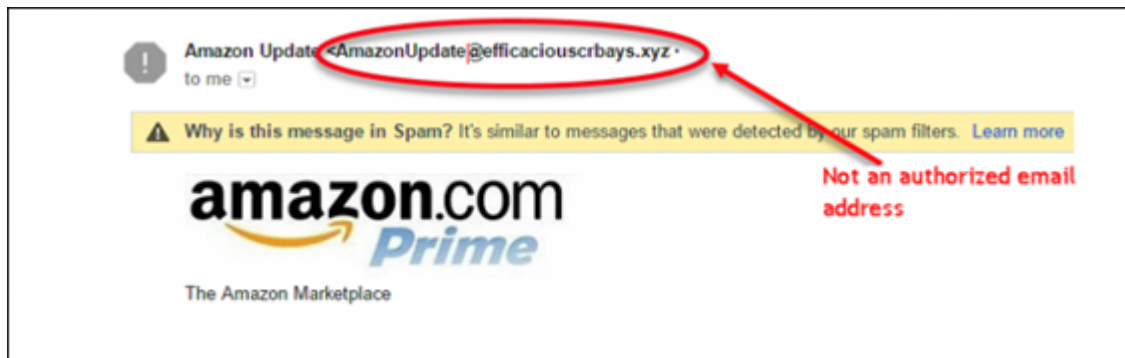 Amazon Update <AmazonUpdate@efficaciouscrbays.xyz
to me
Why is this message in Spam? It's similar to messages that were detected by our spam filters. Learn more
amazon.com
Prime
Not an authorized email
address
The Amazon Marketplace